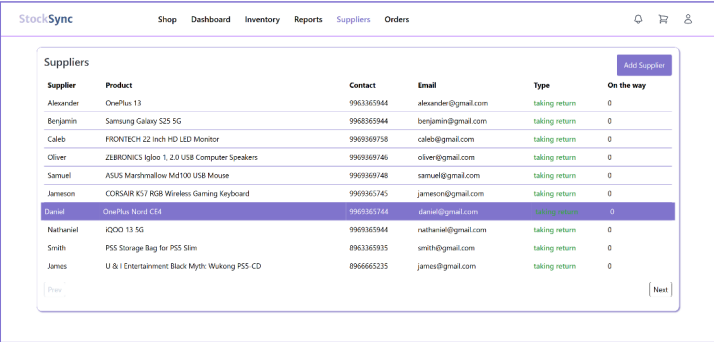 StockSync Shop Dashboard Inventory Reports Suppliers Orders
Suppliers Add Supplier
Supplier Product Contact Email Type On the way
Alexander OnePlus 13 9963365944 alexander@gmail.com taking return 0
Benjamin Samsung Galaxy S25 5G 9968365944 benjamin@gmail.com taking return 0
Caleb FRONTECH 22 Inch HD LED Monitor 9969369758 caleb@gmail.com taking return 0
Oliver ZEBRONICS Igloo 1, 2.0 USB Computer Speakers 9969369746 oliver@gmail.com taking return 0
Samuel ASUS Marshmallow Md100 USB Mouse 9969369748 samuel@gmail.com taking return 0
Jameson CORSAIR K57 RGB Wireless Gaming Keyboard 9969365745 jameson@gmail.com taking return 0
Daniel OnePlus Nord CE4 9969365744 daniel@gmail.com taking return 0
Nathaniel iQOO 13 5G 9969365944 nathaniel@gmail.com taking return 0
Smith PS5 Storage Bag for PS5 Slim 8963365935 smith@gmail.com taking return 0
James U & I Entertainment Black Myth: Wukong PS5-CD 8966665235 james@gmail.com taking return 0
Prev Next